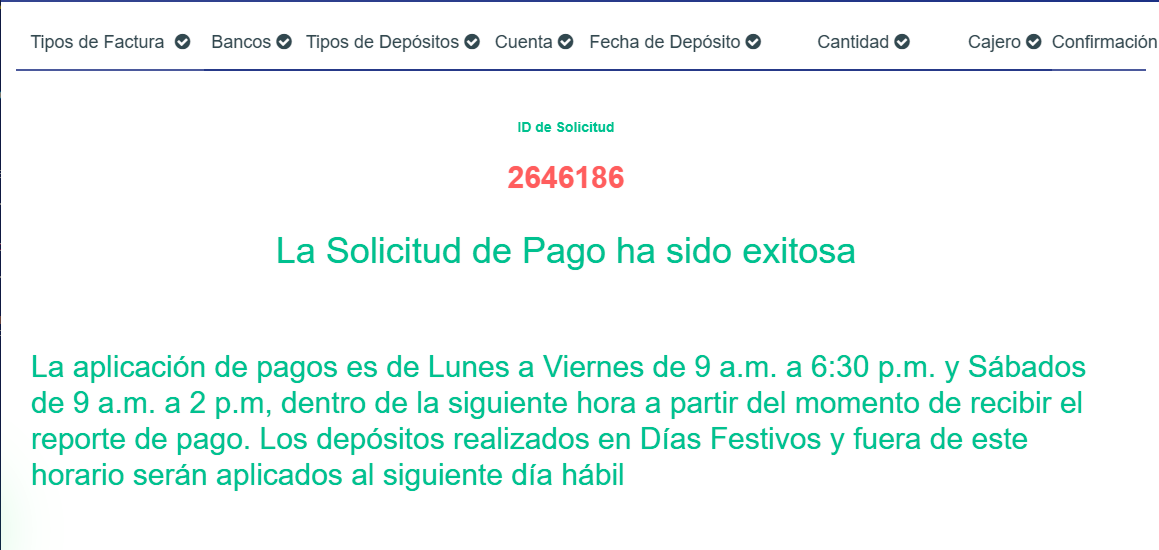 Tipos de Factura Bancos Tipos de Depósitos Cuenta Fecha de Depósito Cantidad Cajero Confirmación
ID de Solicitud
2646186
La Solicitud de Pago ha sido exitosa
La aplicación de pagos es de Lunes a Viernes de 9 a.m. a 6:30 p.m. y Sábados
de 9 a.m. a 2 p.m, dentro de la siguiente hora a partir del momento de recibir el
reporte de pago. Los depósitos realizados en Días Festivos y fuera de este
horario serán aplicados al siguiente día hábil